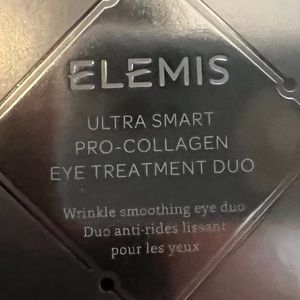 ELEMIS
ULTRA SMART
PRO-COLLAGEN
EYE TREATMENT DUO
Wrinkle smoothing eye duo
Duo anti-rides lissant
pour les yeux